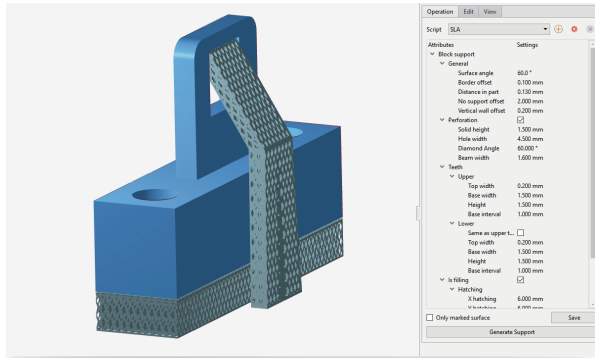 Operation Edit View
Script SLA
Attributes Settings
Block support
General
Surface angle 60.0 °
Border offset 0.100 mm
Distance in part 0.130 mm
No support offset 2.000 mm
Vertical wall offset 0.200 mm
Perforation
Solid height 1.500 mm
Hole width 4.500 mm
Diamond Angle 60.000 °
Beam width 1.600 mm
Teeth
Upper
Top width 0.200 mm
Base width 1.500 mm
Height 1.500 mm
Base interval 1.000 mm
Lower
Same as upper t...
Top width 0.200 mm
Base width 1.500 mm
Height 1.500 mm
Base interval 1.000 mm
Is filling
Hatching
X hatching 6.000 mm
Only marked surface Save
Generate Support